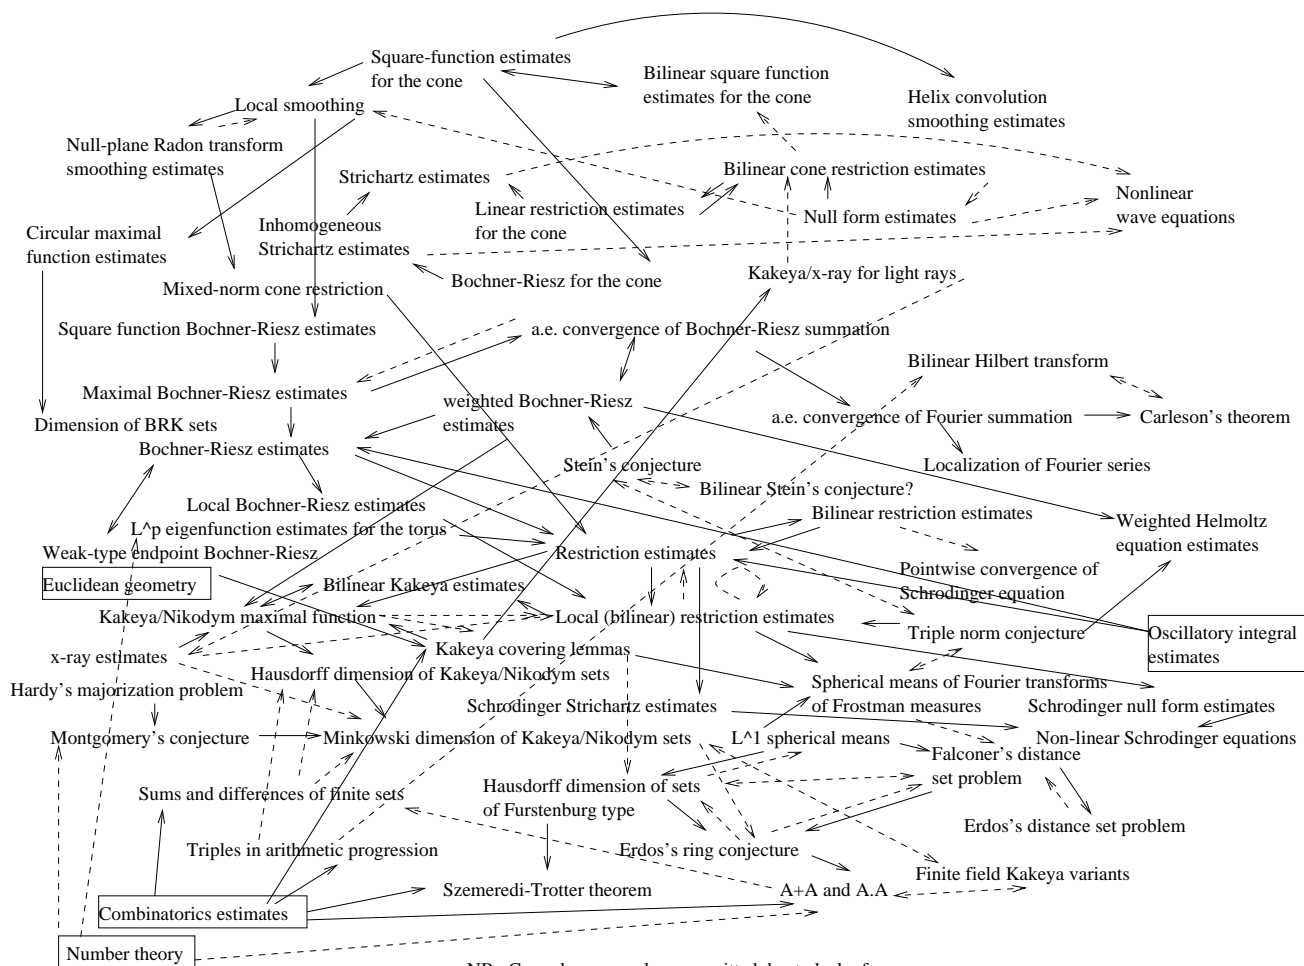 Square-function estimates
for the cone
Bilinear square function
estimates for the cone
Helix convolution
smoothing estimates
Local smoothing
Null-plane Radon transform
smoothing estimates
Strichartz estimates
Bilinear cone restriction estimates
Nonlinear
wave equations
Linear restriction estimates
for the cone
Null form estimates
Inhomogeneous
Strichartz estimates
Circular maximal
function estimates
Bochner-Riesz for the cone
Kakeya/x-ray for light rays
Mixed-norm cone restriction
Square function Bochner-Riesz estimates
a.e. convergence of Bochner-Riesz summation
Bilinear Hilbert transform
Maximal Bochner-Riesz estimates
weighted Bochner-Riesz
estimates
a.e. convergence of Fourier summation
Carleson's theorem
Dimension of BRK sets
Bochner-Riesz estimates
Stein's conjecture
Localization of Fourier series
Bilinear Stein's conjecture?
Local Bochner-Riesz estimates
Bilinear restriction estimates
Weighted Helmoltz
equation estimates
L^p eigenfunction estimates for the torus
Weak-type endpoint Bochner-Riesz
Restriction estimates
Pointwise convergence of
Schrodinger equation
Euclidean geometry
Bilinear Kakeya estimates
Kakeya/Nikodym maximal function
Local (bilinear) restriction estimates
Triple norm conjecture
Oscillatory integral
estimates
x-ray estimates
Kakeya covering lemmas
Hausdorff dimension of Kakeya/Nikodym sets
Hardy's majorization problem
Spherical means of Fourier transforms
of Frostman measures
Schrodinger Strichartz estimates
Schrodinger null form estimates
Montgomery's conjecture
Minkowski dimension of Kakeya/Nikodym sets
L^1 spherical means
Non-linear Schrodinger equations
Falconer's distance
set problem
Hausdorff dimension of sets
of Furstenburg type
Sums and differences of finite sets
Erdos's distance set problem
Triples in arithmetic progression
Erdos's ring conjecture
Finite field Kakeya variants
Szemeredi-Trotter theorem
A+A and A.A
Combinatorics estimates
Number theory